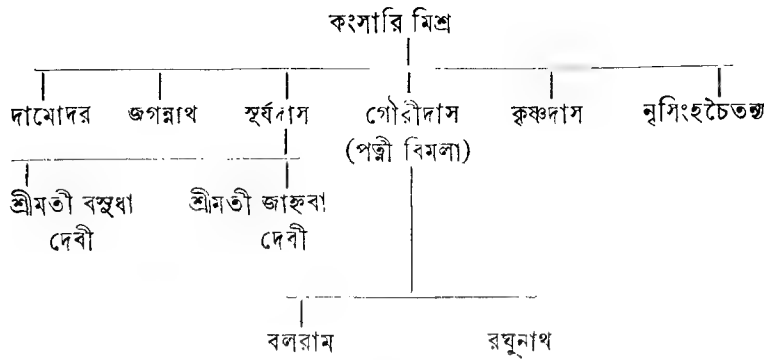 কংসারি মিশ্র
দামোদর জগন্নাথ সূর্যদাস গৌরীদাস কৃষ্ণদাস নৃসিংহচৈতন্য
(পত্নী বিমলা)
শ্রীমতী বসুধা শ্রীমতী জাহ্নবা
দেবী দেবী
বলরাম রঘুনাথ